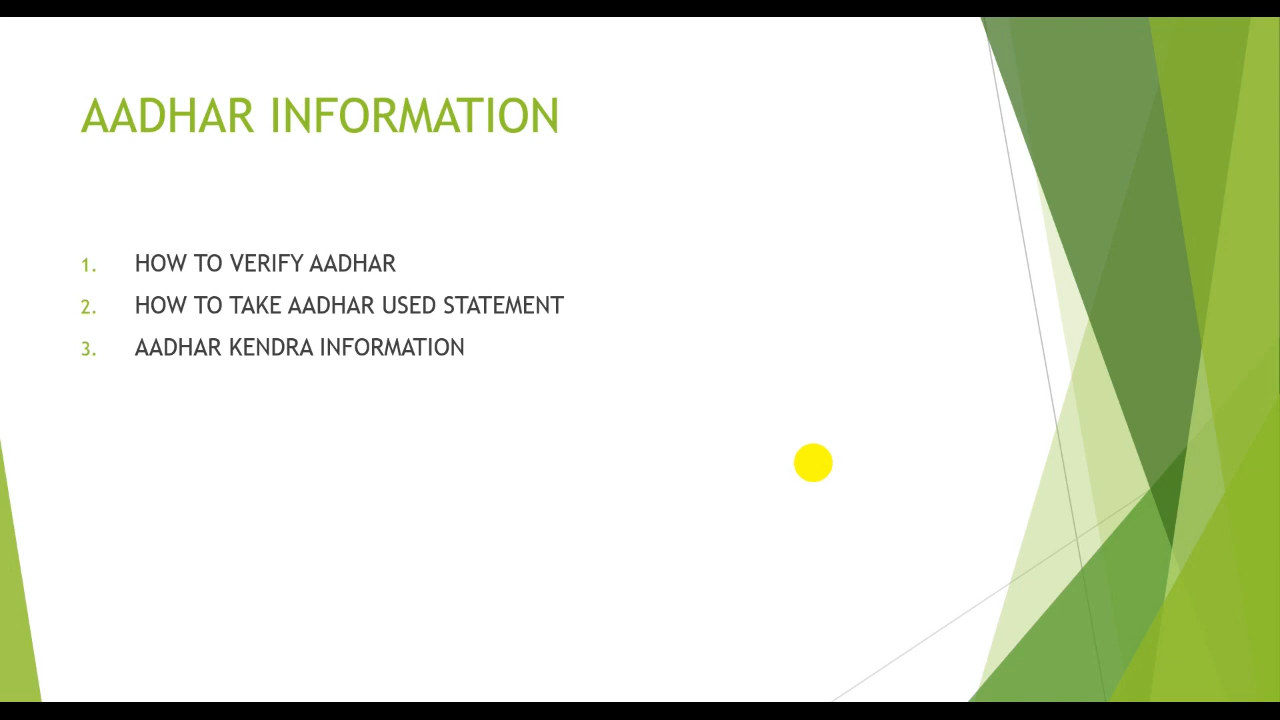 AADHAR INFORMATION
1. HOW TO VERIFY AADHAR
2. HOW TO TAKE AADHAR USED STATEMENT
3. AADHAR KENDRA INFORMATION